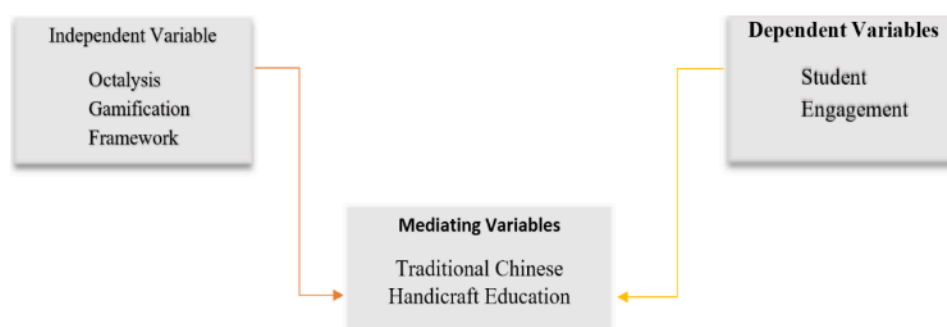 Independent Variable
Octalysis
Gamification
Framework
Dependent Variables
Student
Engagement
Mediating Variables
Traditional Chinese
Handicraft Education